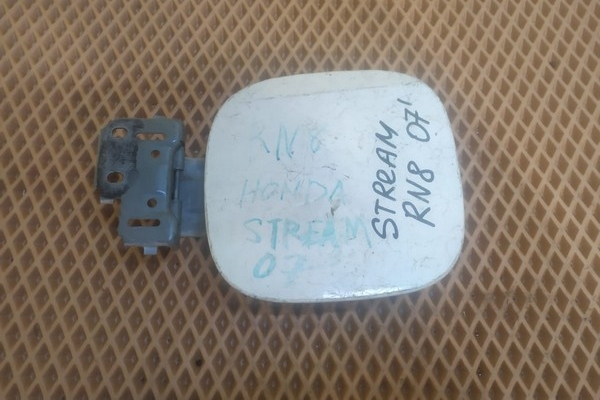 RN8
HONDA
STREAM
07
STREAM
RN8 07'